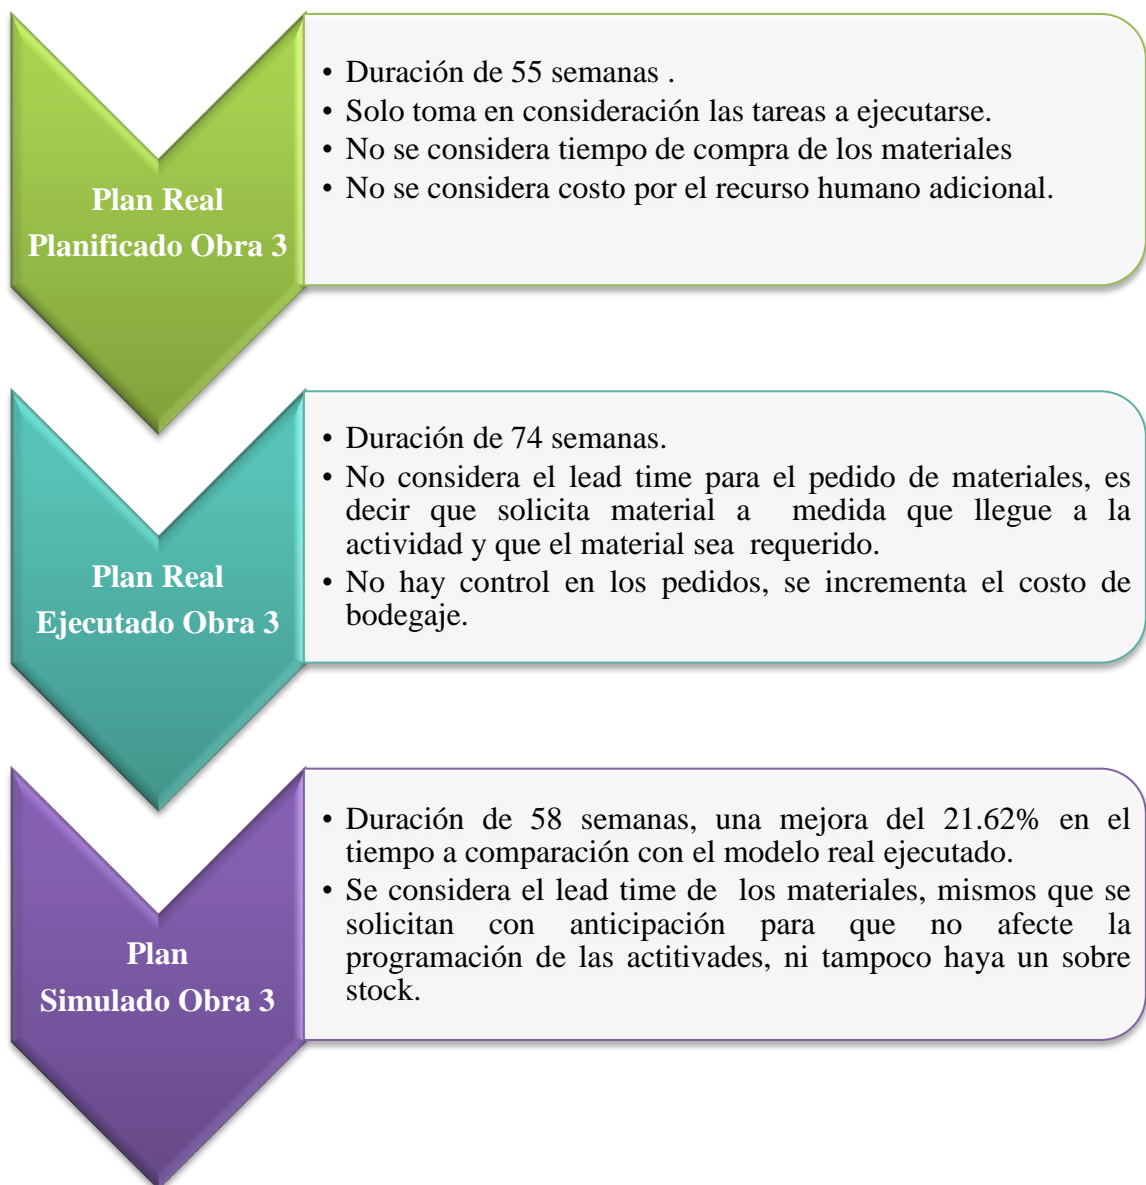 Plan Real
Planificado Obra 3
• Duración de 55 semanas .
• Solo toma en consideración las tareas a ejecutarse.
• No se considera tiempo de compra de los materiales
• No se considera costo por el recurso humano adicional.
Plan Real
Ejecutado Obra 3
• Duración de 74 semanas.
• No considera el lead time para el pedido de materiales, es
decir que solicita material a medida que llegue a la
actividad y que el material sea requerido.
• No hay control en los pedidos, se incrementa el costo de
bodegaje.
Plan
Simulado Obra 3
• Duración de 58 semanas, una mejora del 21.62% en el
tiempo a comparación con el modelo real ejecutado.
• Se considera el lead time de los materiales, mismos que se
solicitan con anticipación para que no afecte la
programación de las actitivades, ni tampoco haya un sobre
stock.